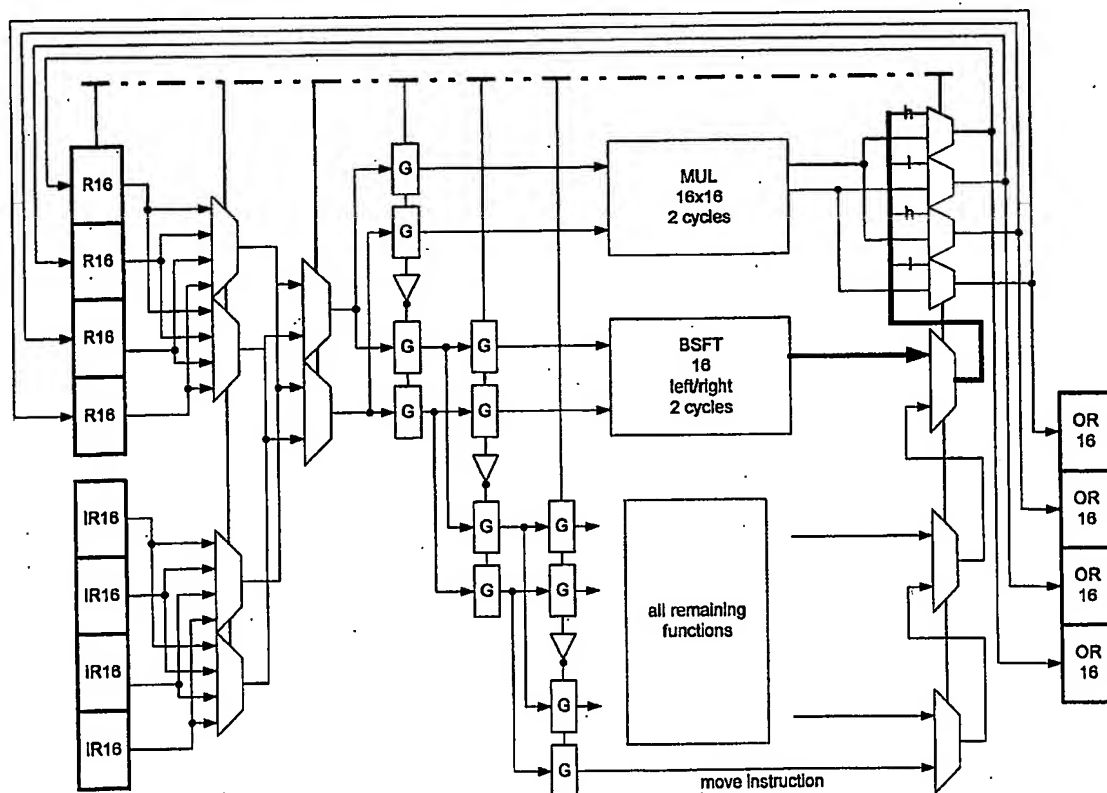 h
R16
G
MUL
16x16
2 cycles
l
G
h
R16
l
R16
G
G
BSFT
16
left/right
2 cycles
R16
G
G
OR
16
IR16
G
G
OR
16
IR16
G
G
all remaining
functions
OR
16
IR16
G
OR
16
IR16
G
move instruction